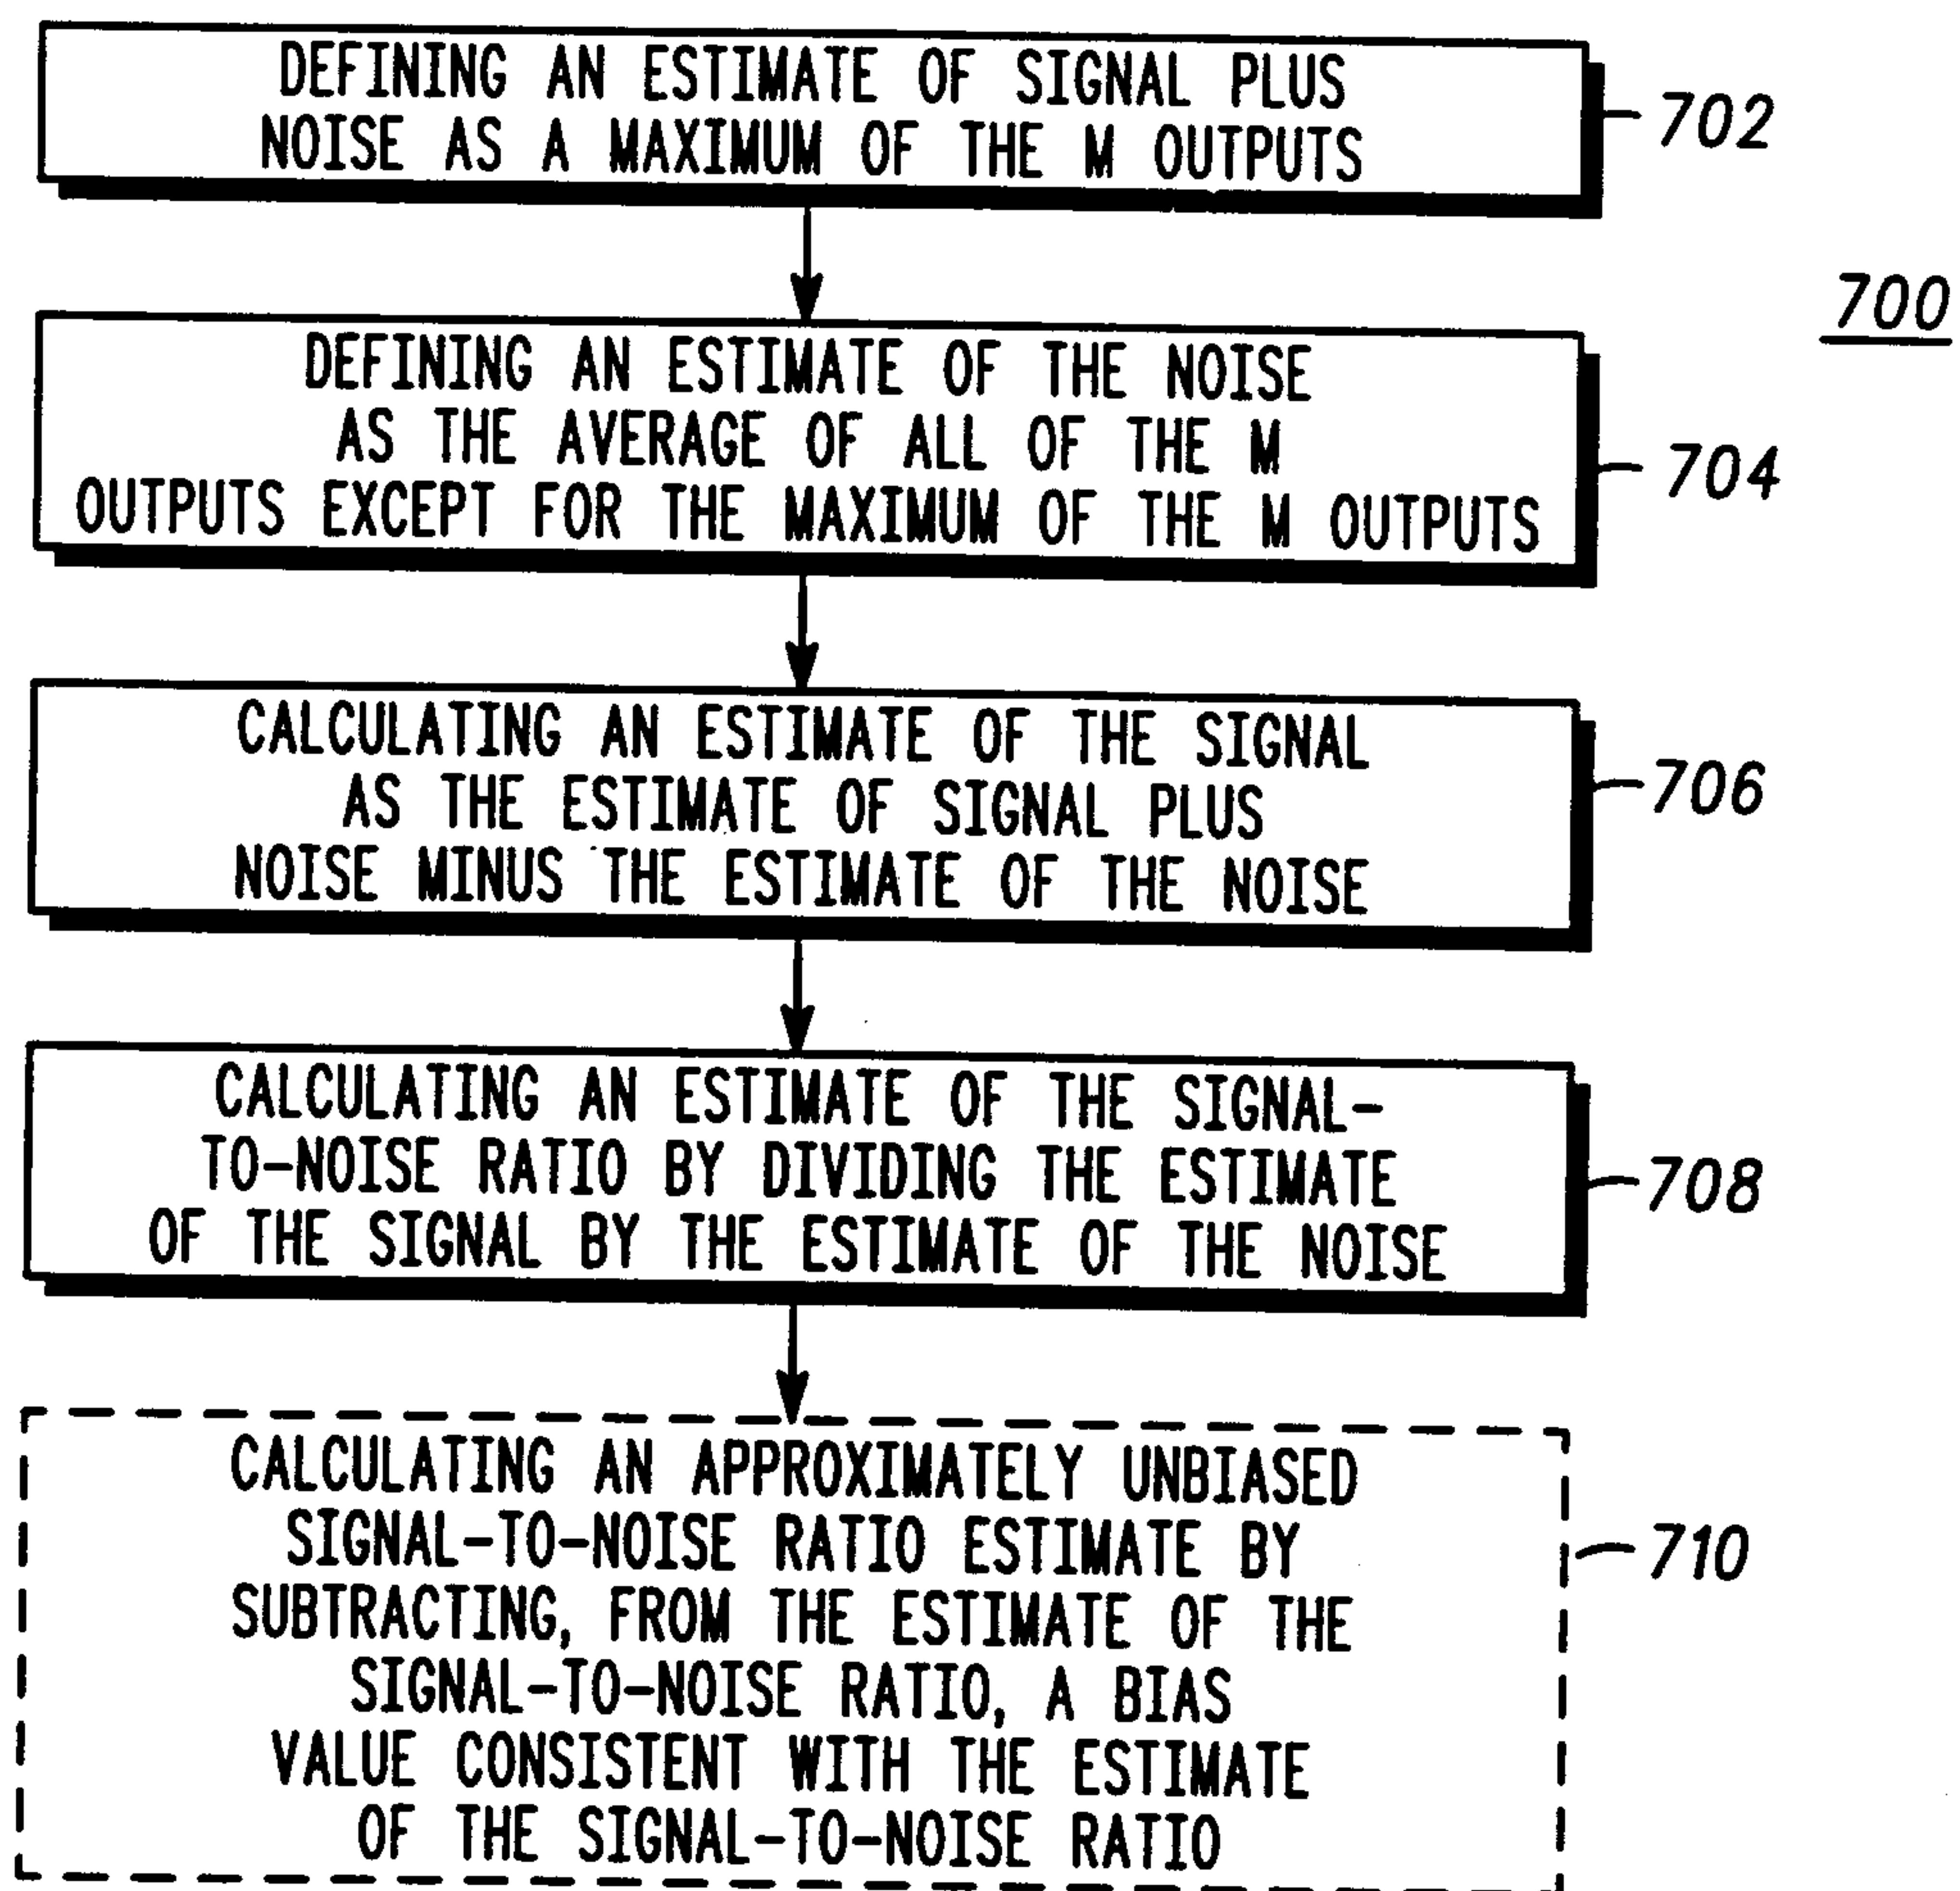 DEFINING AN ESTIMATE OF SIGNAL PLUS
NOISE AS A MAXIMUM OF THE M OUTPUTS
702
700
DEFINING AN ESTIMATE OF THE NOISE
AS THE AVERAGE OF ALL OF THE M
OUTPUTS EXCEPT FOR THE MAXIMUM OF THE M OUTPUTS
704
CALCULATING AN ESTIMATE OF THE SIGNAL
AS THE ESTIMATE OF SIGNAL PLUS
NOISE MINUS THE ESTIMATE OF THE NOISE
706
CALCULATING AN ESTIMATE OF THE SIGNAL-
TO-NOISE RATIO BY DIVIDING THE ESTIMATE
OF THE SIGNAL BY THE ESTIMATE OF THE NOISE
708
CALCULATING AN APPROXIMATELY UNBIASED
SIGNAL-TO-NOISE RATIO ESTIMATE BY
SUBTRACTING, FROM THE ESTIMATE OF THE
SIGNAL-TO-NOISE RATIO, A BIAS
VALUE CONSISTENT WITH THE ESTIMATE
OF THE SIGNAL-TO-NOISE RATIO
710